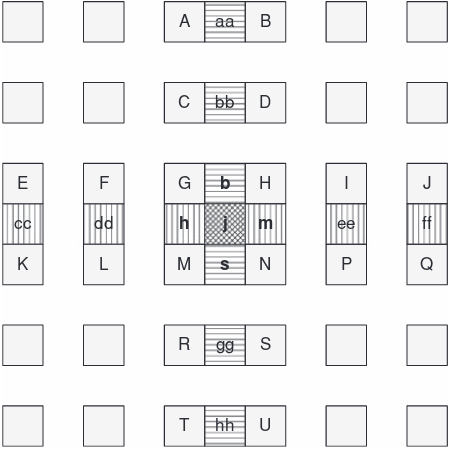 A aa B
C bb D
E F G b H I J
cc dd h j m ee ff
K L M s N P Q
R gg S
T hh U